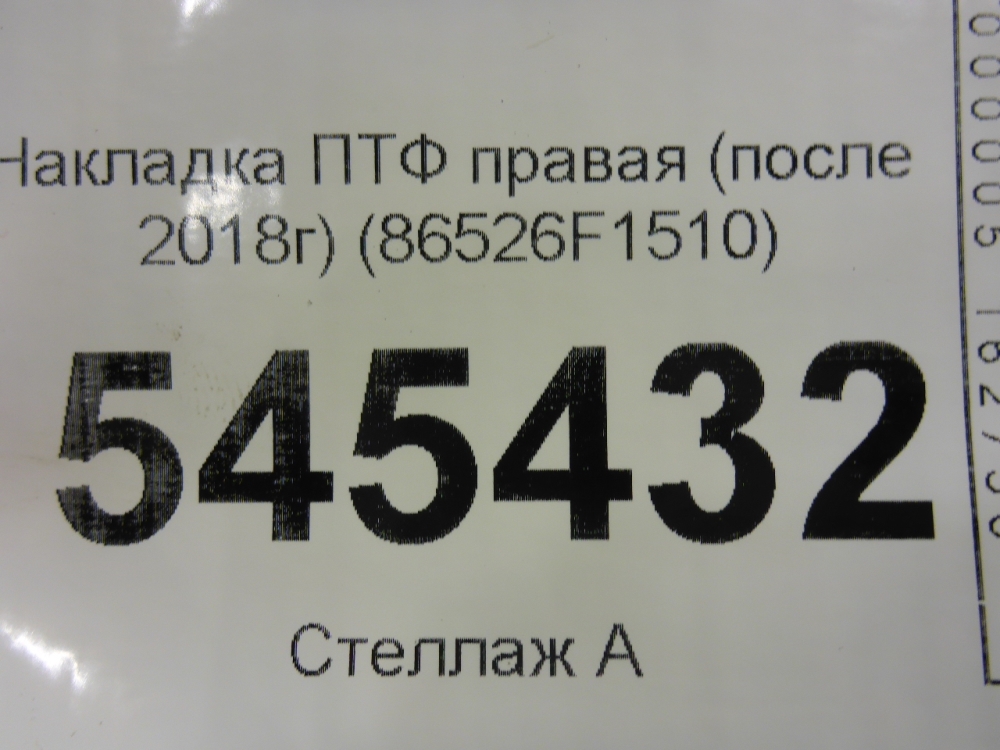 Накладка ПТФ правая (после
2018г) (86526F1510)
545432
Стеллаж А